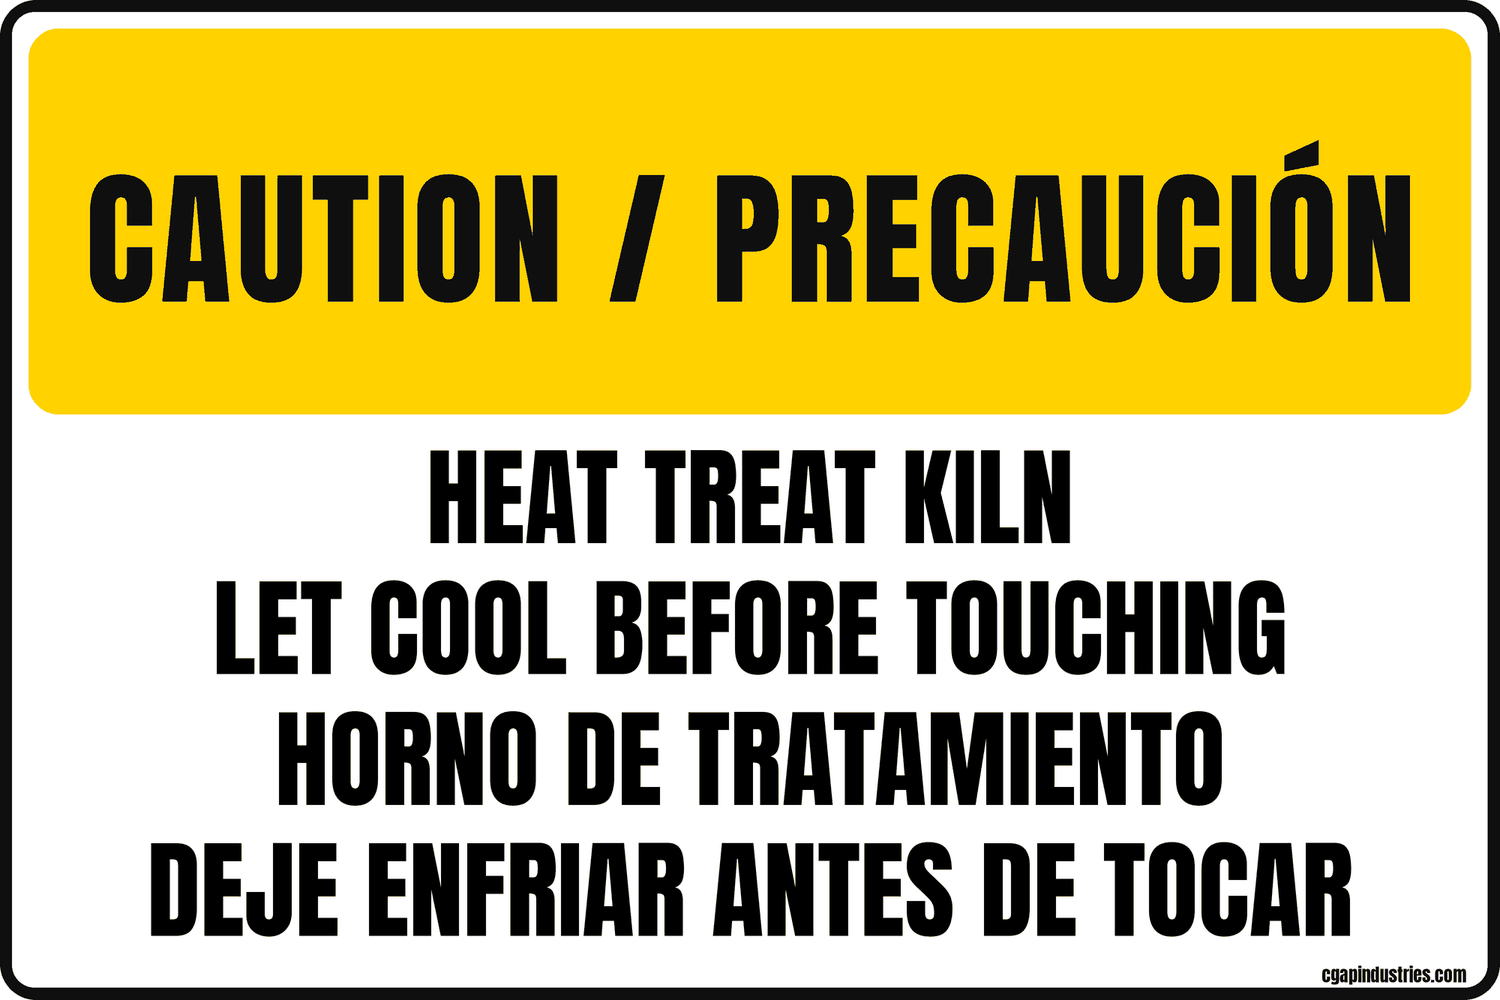 CAUTION / PRECAUCIÓN
HEAT TREAT KILN
LET COOL BEFORE TOUCHING
HORNO DE TRATAMIENTO
DEJE ENFRIAR ANTES DE TOCAR
cgapindustries.com